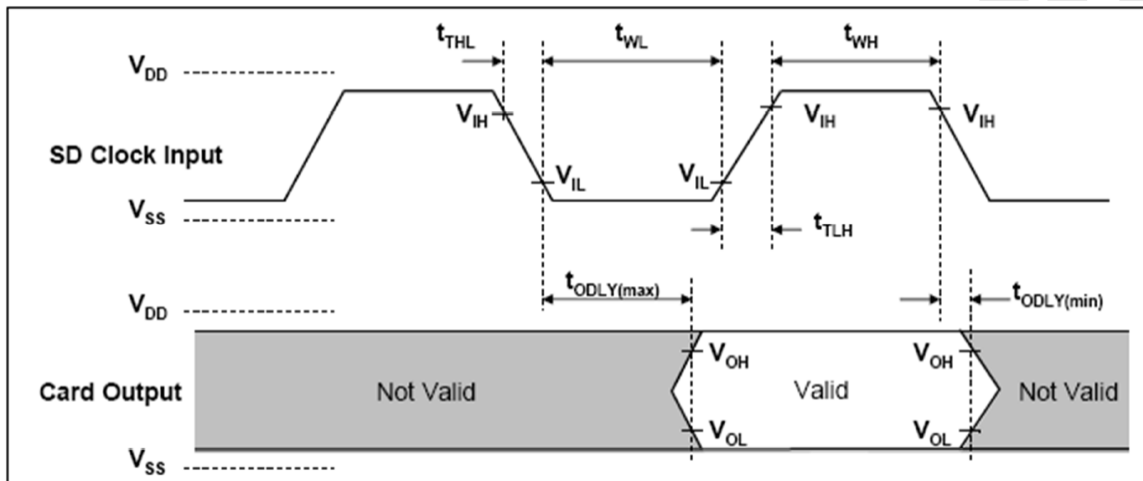 tTHL tWL tWH
VDD
VIH VIH VIH
SD Clock Input
VIL VIL
VSS
tTLH
tODLY(max) tODLY(min)
VDD
VOH VOH
Card Output Not Valid Valid Not Valid
VOL VOL
VSS